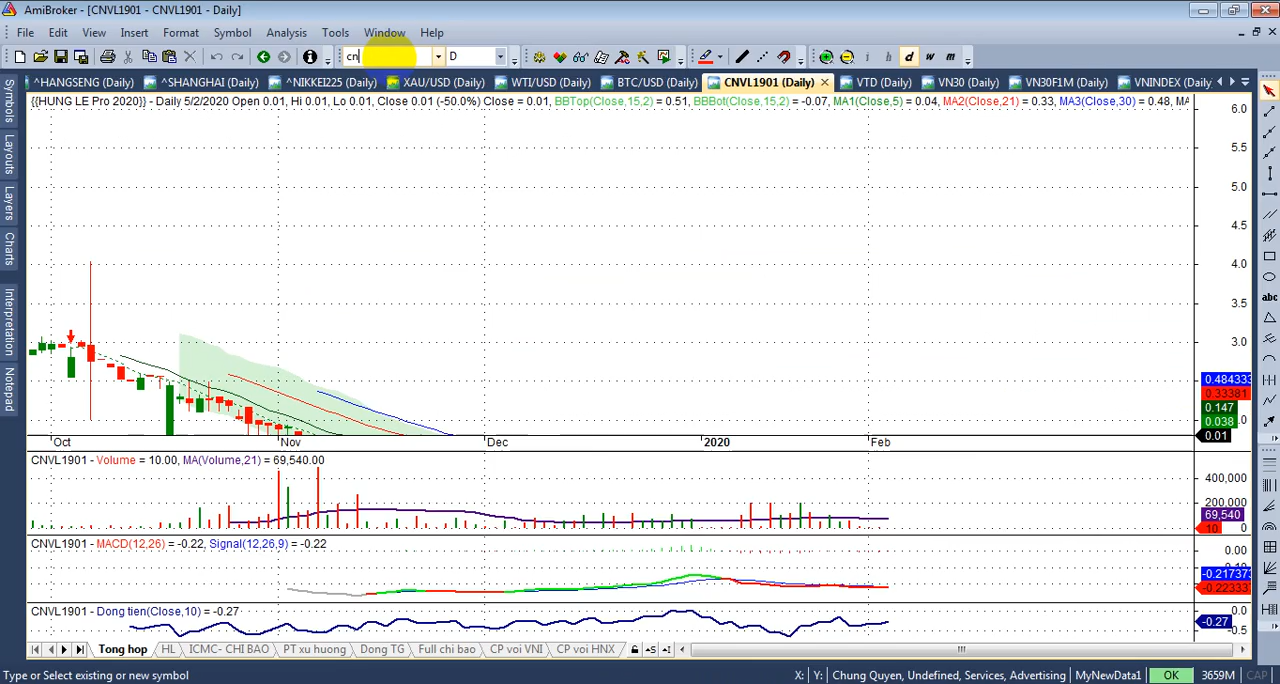 AmiBroker - [CNVL1901 - CNVL1901 - Daily]
File Edit View Insert Format Symbol Analysis Tools Window Help
cn D i h d w m
^HANGSENG (Daily) ^SHANGHAI (Daily) ^NIKKEI225 (Daily) XAU/USD (Daily) WTI/USD (Daily) BTC/USD (Daily) CNVL1901 (Daily) VTD (Daily) VN30 (Daily) VN30F1M (Daily) VNINDEX (Daily)
Symbols
Layouts
Layers
Charts
Interpretation
Notepad
abc
{{HUNG LE Pro 2020}} - Daily 5/2/2020 Open 0.01, Hi 0.01, Lo 0.01, Close 0.01 (-50.0%) Close = 0.01, BBTop(Close,15,2) = 0.51, BBBot(Close,15,2) = -0.07, MA1(Close,5) = 0.04, MA2(Close,21) = 0.33, MA3(Close,30) = 0.48,
6.0
5.5
5.0
4.5
4.0
3.5
3.0
0.484333
0.33381
0.147
0.038
0.01
Oct Nov Dec 2020 Feb
CNVL1901 - Volume = 10.00, MA(Volume,21) = 69,540.00
400,000
200,000
69,540
10 0
CNVL1901 - MACD(12,26) = -0.22, Signal(12,26,9) = -0.22
0.00
-0.217373
-0.223337
CNVL1901 - Dong tien(Close,10) = -0.27
0.0
-0.27
-0.5
Tong hop HL ICMC- CHI BAO PT xu huong Dong TG Full chi bao CP voi VNI CP voi HNX
Type or Select existing or new symbol X: Y: Chung Quyen, Undefined, Services, Advertising MyNewData1 OK 3659M CAP